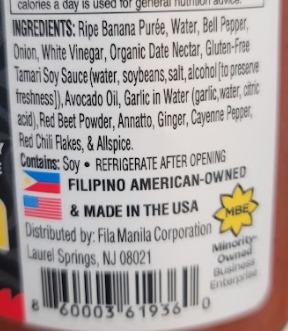 calories a day is used for general nutrition advice.
INGREDIENTS: Ripe Banana Purée, Water, Bell Pepper,
Onion, White Vinegar, Organic Date Nectar, Gluten-Free
Tamari Soy Sauce (water, soybeans, salt, alcohol [to preserve
freshness]), Avocado Oil, Garlic in Water (garlic, water, citric
acid), Red Beet Powder, Annatto, Ginger, Cayenne Pepper,
Red Chili Flakes, & Allspice.
Contains: Soy • REFRIGERATE AFTER OPENING
FILIPINO AMERICAN-OWNED
& MADE IN THE USA
Distributed by: Fila Manila Corporation
Laurel Springs, NJ 08021
MBE
Minority-
Owned
Business
Enterprise
8 60003 61936 0